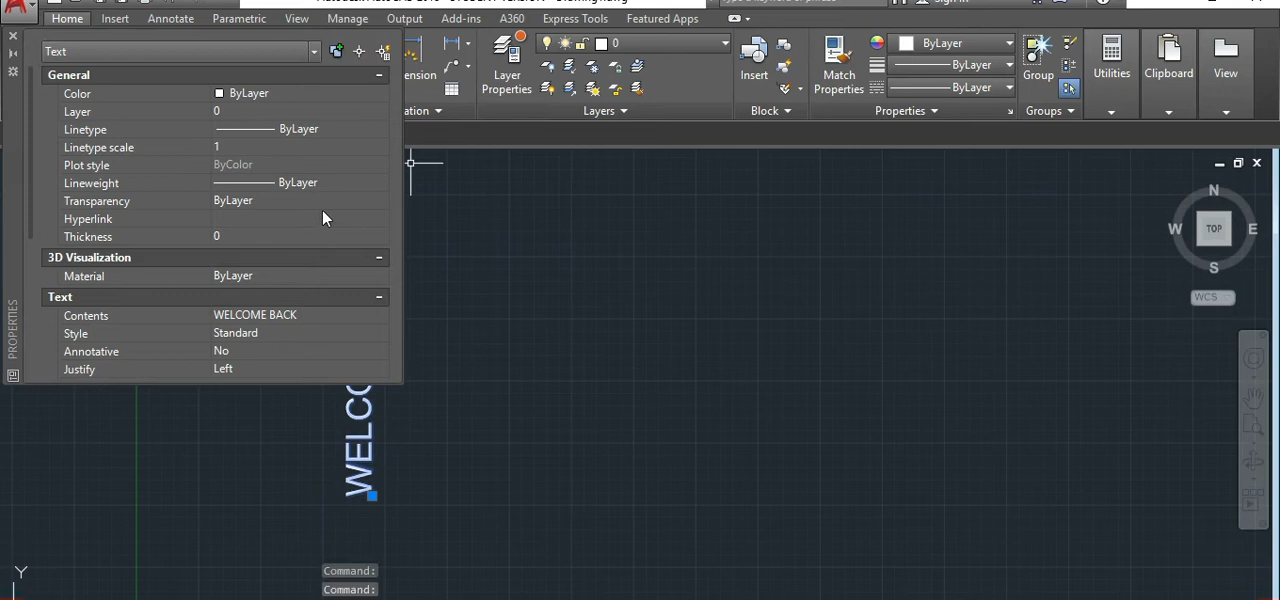 Home Insert Annotate Parametric View Manage Output Add-ins A360 Express Tools Featured Apps
Text
General
Color ByLayer
Layer 0
Linetype ByLayer
Linetype scale 1
Plot style ByColor
Lineweight ByLayer
Transparency ByLayer
Hyperlink
Thickness 0
3D Visualization
Material ByLayer
Text
Contents WELCOME BACK
Style Standard
Annotative No
Justify Left
PROPERTIES
ension
Layer
Properties
0
Layers
Insert
Block
Match
Properties
ByLayer
ByLayer
ByLayer
Properties
Group
Groups
Utilities
Clipboard
View
N
W TOP E
S
WCS
WELCO
Y
Command:
Command: